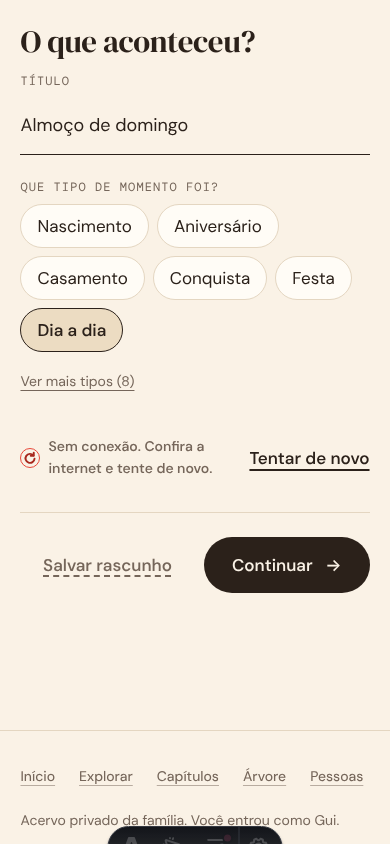 O que aconteceu?
TÍTULO
Almoço de domingo
QUE TIPO DE MOMENTO FOI?
Nascimento
Aniversário
Casamento
Conquista
Festa
Dia a dia
Ver mais tipos (8)
Sem conexão. Confira a
internet e tente de novo.
Tentar de novo
Salvar rascunho
Continuar →
Início
Explorar
Capítulos
Árvore
Pessoas
Acervo privado da família. Você entrou como Gui.